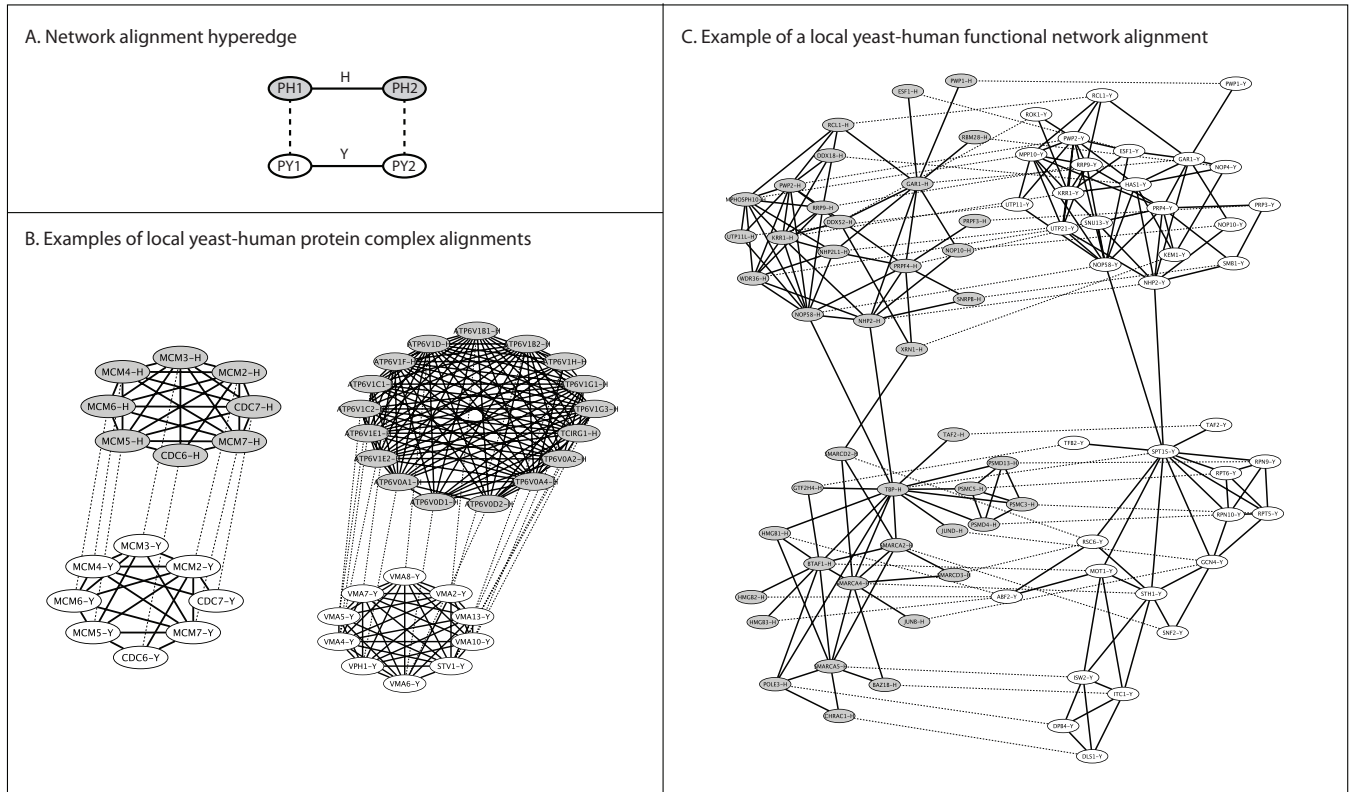 A. Network alignment hyperedge
H
PH1
PH2
Y
PY1
PY2
B. Examples of local yeast-human protein complex alignments
MCM3-H
MCM4-H
MCM2-H
MCM6-H
CDC7-H
MCM5-H
MCM7-H
CDC6-H
MCM3-Y
MCM4-Y
MCM2-Y
MCM6-Y
CDC7-Y
MCM5-Y
MCM7-Y
CDC6-Y
ATP6V1B1-H
ATP6V1D-H
ATP6V1B2-H
ATP6V1F-H
ATP6V1H-H
ATP6V1C1-H
ATP6V1G1-H
ATP6V1C2-H
ATP6V1G3-H
ATP6V1E1-H
TCIRG1-H
ATP6V1E2-H
ATP6V0A2-H
ATP6V0A1-H
ATP6V0A4-H
ATP6V0D1-H
ATP6V0D2-H
VMA8-Y
VMA7-Y
VMA2-Y
VMA5-Y
VMA13-Y
VMA4-Y
VMA10-Y
VPH1-Y
STV1-Y
VMA6-Y
C. Example of a local yeast-human functional network alignment
PWP1-H
ESF1-H
RCL1-H
RBM28-H
DDX18-H
PWP2-H
GAR1-H
MPHOSPH10-H
RRP9-H
DDX52-H
PRPF3-H
UTP11L-H
KRR1-H
NHP2L1-H
NOP10-H
WDR36-H
PRPF4-H
SNRPB-H
NOP58-H
NHP2-H
XRN1-H
PWP1-Y
RCL1-Y
ROK1-Y
PWP2-Y
MPP10-Y
ESF1-Y
RRP9-Y
GAR1-Y
NOP4-Y
HAS1-Y
KRR1-Y
UTP11-Y
PRP4-Y
PRP3-Y
SNU13-Y
UTP21-Y
NOP10-Y
KEM1-Y
NOP58-Y
SMB1-Y
NHP2-Y
TAF2-H
SMARCD2-H
PSMD13-H
GTF2H4-H
TBP-H
PSMC5-H
PSMC3-H
PSMD4-H
HMGB1-H
JUND-H
SMARCA2-H
BTAF1-H
SMARCD3-H
SMARCA4-H
HMGB2-H
HMGB3-H
JUNB-H
SMARCA5-H
POLE3-H
BAZ1B-H
CHRAC1-H
TAF2-Y
TFB2-Y
SPT15-Y
RPN9-Y
RPT6-Y
RPN10-Y
RPT5-Y
RSC6-Y
GCN4-Y
MOT1-Y
ABF2-Y
STH1-Y
SNF2-Y
ISW2-Y
ITC1-Y
DPB4-Y
DLS1-Y